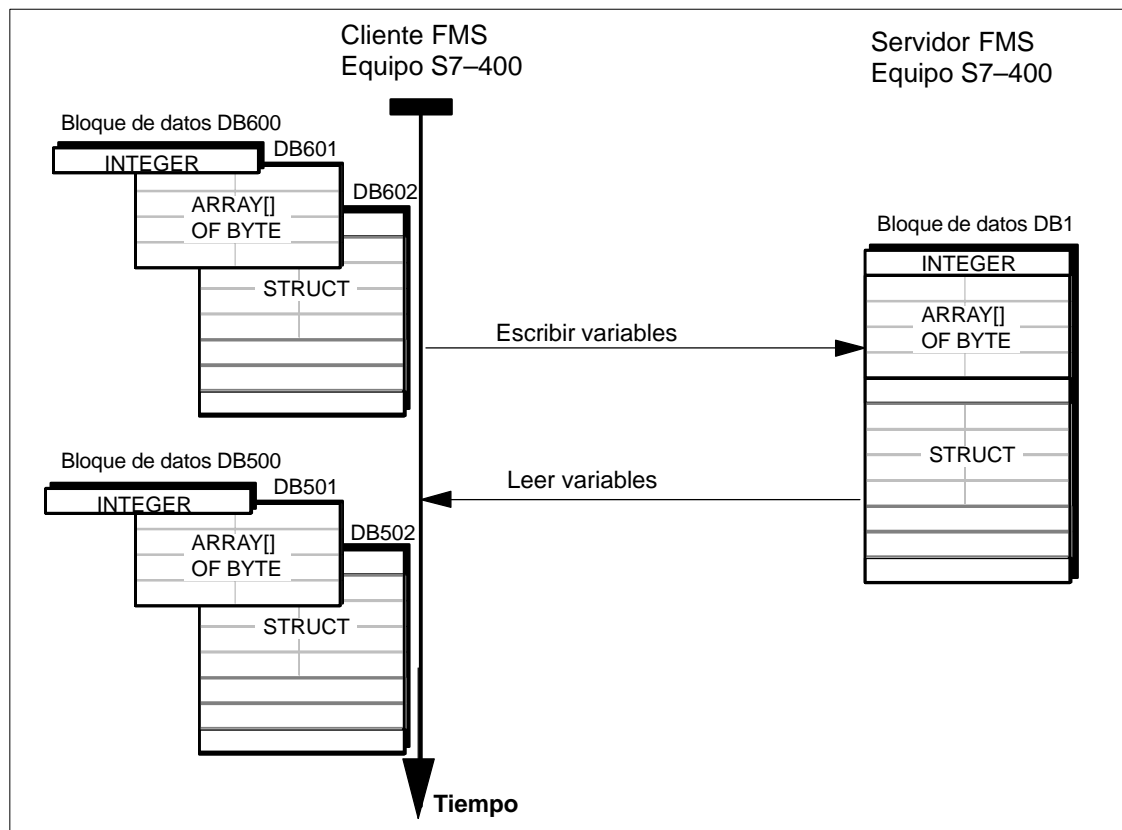 Cliente FMS
Equipo S7–400
Servidor FMS
Equipo S7–400
Bloque de datos DB600
INTEGER
DB601
ARRAY[]
OF BYTE
DB602
STRUCT
Bloque de datos DB1
INTEGER
ARRAY[]
OF BYTE
STRUCT
Escribir variables
Leer variables
Bloque de datos DB500
INTEGER
DB501
ARRAY[]
OF BYTE
DB502
STRUCT
Tiempo